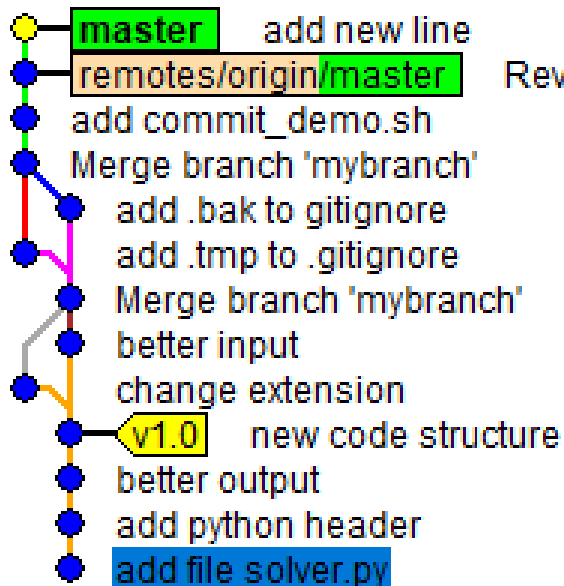 master add new line
remotes/origin/master Rev
add commit_demo.sh
Merge branch 'mybranch'
add .bak to gitignore
add .tmp to .gitignore
Merge branch 'mybranch'
better input
change extension
v1.0 new code structure
better output
add python header
add file solver.py